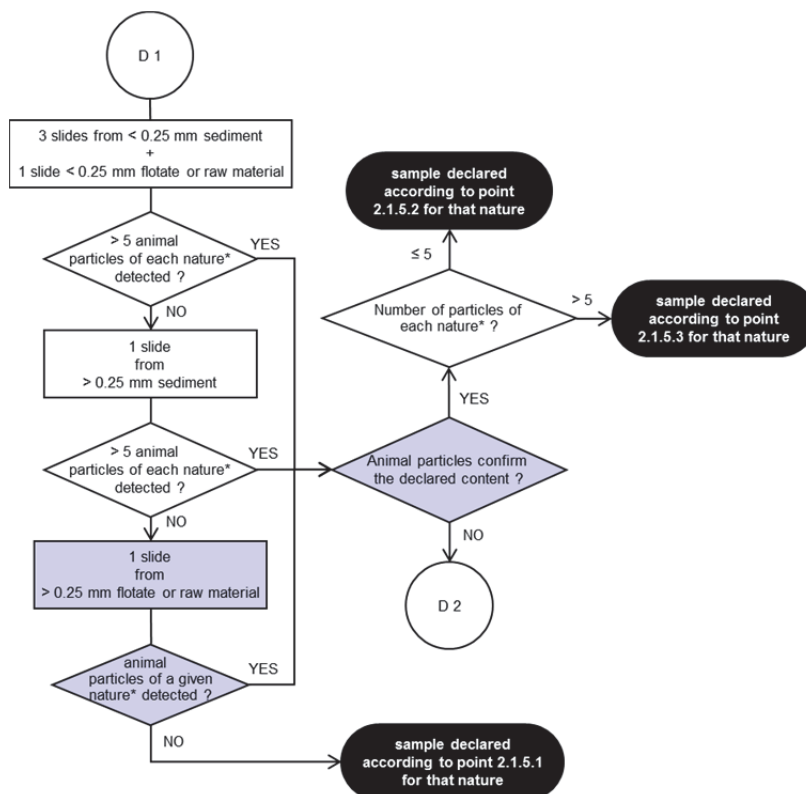 D 1
3 slides from < 0.25 mm sediment
+
1 slide < 0.25 mm flotate or raw material
> 5 animal
particles of each nature*
detected ?
YES
NO
1 slide
from
> 0.25 mm sediment
> 5 animal
particles of each nature*
detected ?
YES
NO
1 slide
from
> 0.25 mm flotate or raw material
animal
particles of a given
nature* detected ?
YES
NO
sample declared
according to point 2.1.5.1
for that nature
Animal particles confirm
the declared content ?
YES
NO
D 2
Number of particles of
each nature* ?
≤ 5
> 5
sample declared
according to point
2.1.5.2 for that nature
sample declared
according to point
2.1.5.3 for that nature